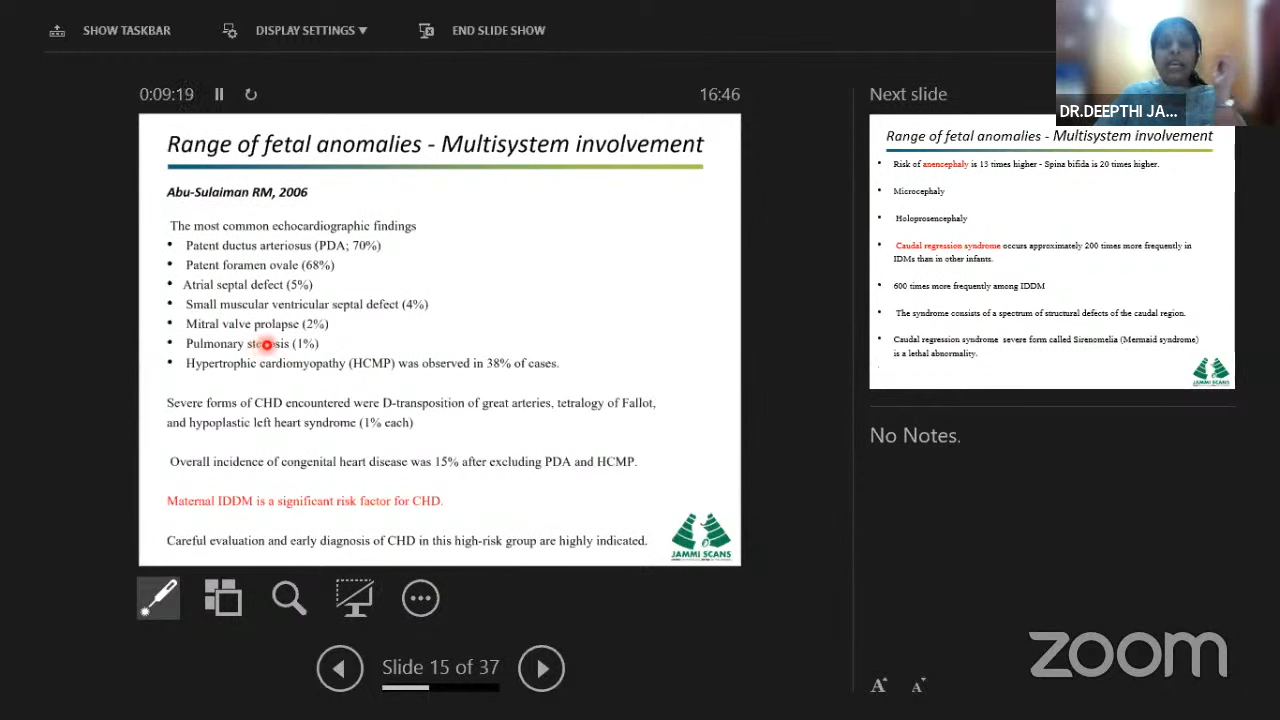 SHOW TASKBAR
DISPLAY SETTINGS ▼
END SLIDE SHOW
0:09:19
16:46
Range of fetal anomalies - Multisystem involvement
Abu-Sulaiman RM, 2006
The most common echocardiographic findings
• Patent ductus arteriosus (PDA; 70%)
• Patent foramen ovale (68%)
• Atrial septal defect (5%)
• Small muscular ventricular septal defect (4%)
• Mitral valve prolapse (2%)
• Pulmonary stenosis (1%)
• Hypertrophic cardiomyopathy (HCMP) was observed in 38% of cases.
Severe forms of CHD encountered were D-transposition of great arteries, tetralogy of Fallot,
and hypoplastic left heart syndrome (1% each)
Overall incidence of congenital heart disease was 15% after excluding PDA and HCMP.
Maternal IDDM is a significant risk factor for CHD.
Careful evaluation and early diagnosis of CHD in this high-risk group are highly indicated.
JAMMI SCANS
Slide 15 of 37
Next slide
DR.DEEPTHI JA...
Range of fetal anomalies - Multisystem involvement
• Risk of anencephaly is 13 times higher - Spina bifida is 20 times higher.
• Microcephaly
• Holoprosencephaly
• Caudal regression syndrome occurs approximately 200 times more frequently in
IDMs than in other infants.
• 600 times more frequently among IDDM
• The syndrome consists of a spectrum of structural defects of the caudal region.
• Caudal regression syndrome severe form called Sirenomelia (Mermaid syndrome)
is a lethal abnormality.
JAMMI SCANS
No Notes.
zoom
A A